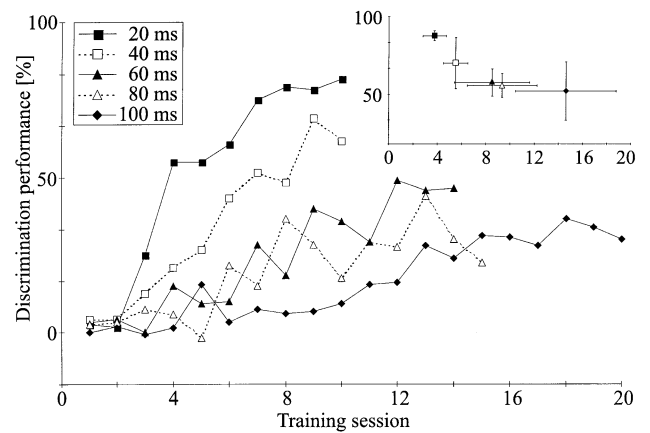 100
50
0
Discrimination performance [%]
20 ms
40 ms
60 ms
80 ms
100 ms
0 4 8 12 16 20
Training session
100
50
0 4 8 12 16 20